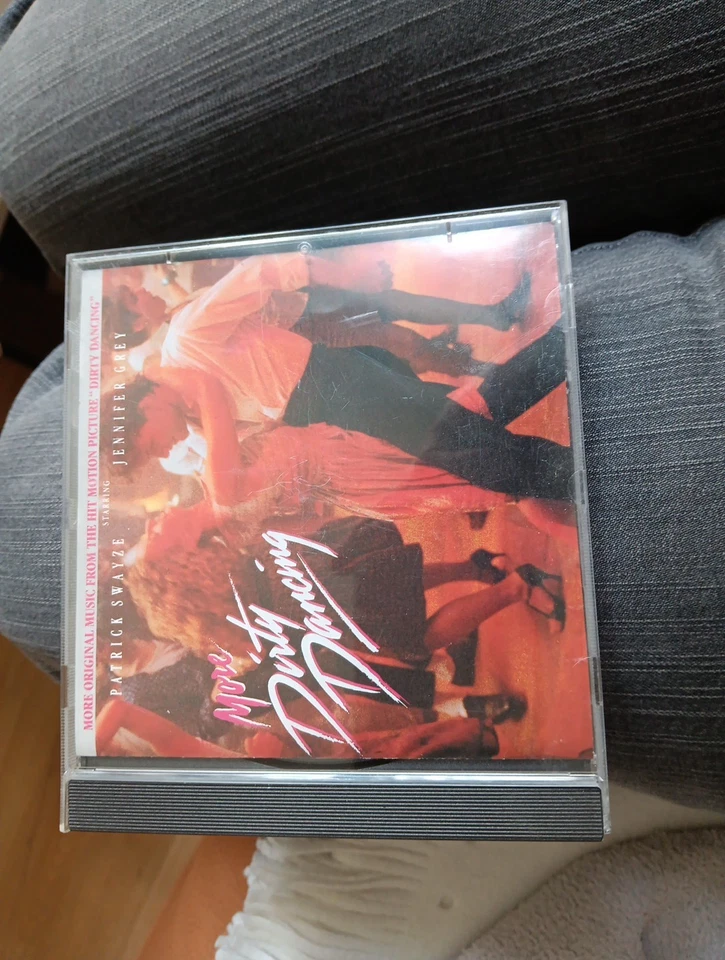 MORE ORIGINAL MUSIC FROM THE HIT MOTION PICTURE "DIRTY DANCING"
PATRICK SWAYZE STARRING JENNIFER GREY
More
Dirty
Dancing